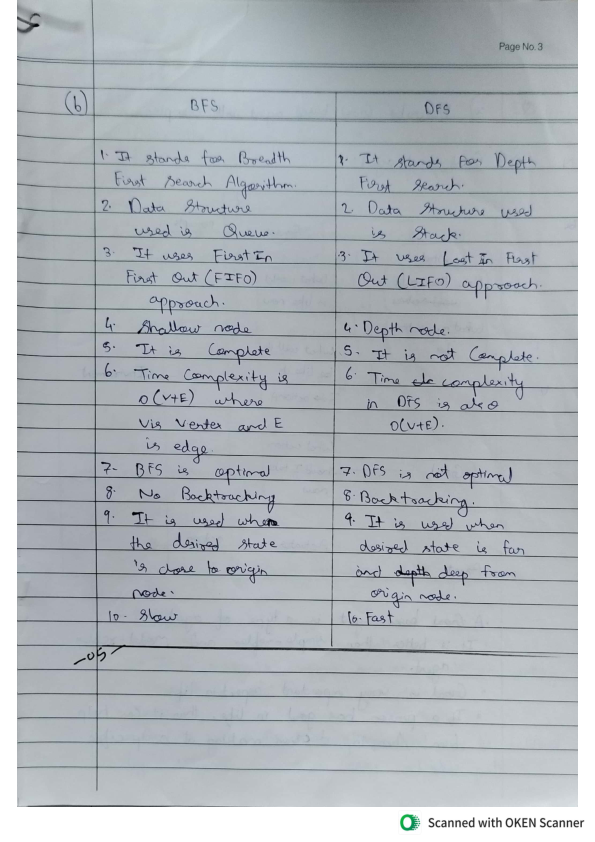 Page No. 3
(b) BFS DFS
1. It stands for Breadth
First Search Algorithm.
2. Data Structure
used is Queue.
3. It uses First In
First Out (FIFO)
approach.
4. Shallow node
5. It is Complete
6. Time Complexity is
O(V+E) where
V is Vertex and E
is edge.
7- BFS is optimal
8. No Backtracking
9. It is used when
the desired state
is close to origin
node.
10- Slow
1. It stands for Depth
First Search.
2. Data Structure used
is Stack.
3. It uses Last In First
Out (LIFO) approach.
4. Depth node.
5. It is not Complete.
6. Time complexity
in DFS is also
O(V+E).
7. DFS is not optimal
8. Backtracking.
9. It is used when
desired state is far
and deep from
origin node.
10. Fast
-05-
Scanned with OKEN Scanner